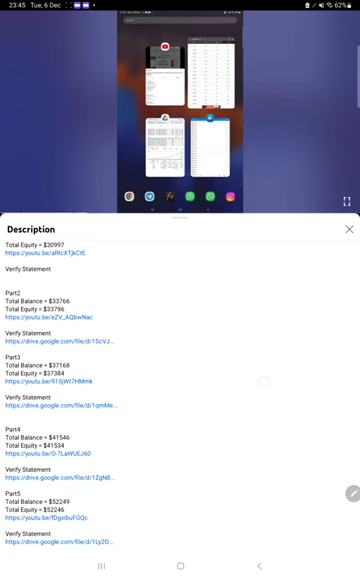 23:45 Tue, 6 Dec
62%
Description
Total Equity = $30997
https://youtu.be/aRtcXTjkCtE
Verify Statement
Part2
Total Balance = $33766
Total Equity = $33796
https://youtu.be/eZV_AQbwNac
Verify Statement
https://drive.google.com/file/d/1ScVJ...
Part3
Total Balance = $37168
Total Equity = $37384
https://youtu.be/91SjWt7HMmk
Verify Statement
https://drive.google.com/file/d/1qmMe...
Part4
Total Balance = $41546
Total Equity = $41534
https://youtu.be/O-7LaWUEJ60
Verify Statement
https://drive.google.com/file/d/1ZgNB...
Part5
Total Balance = $52249
Total Equity = $52246
https://youtu.be/fDgxibuFGQc
Verify Statement
https://drive.google.com/file/d/1Ly2O...